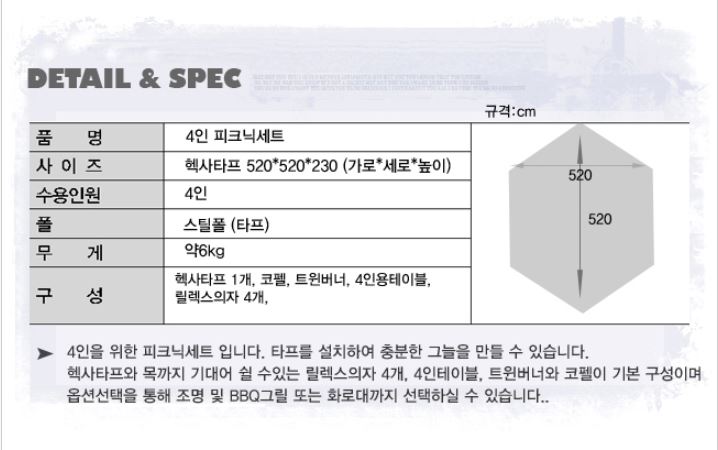 DETAIL & SPEC
규격:cm
품 명 4인 피크닉세트
사 이 즈 헥사타프 520*520*230 (가로*세로*높이)
수용인원 4인
폴 스틸폴 (타프)
무 게 약6kg
구 성 헥사타프 1개, 코펠, 트윈버너, 4인용테이블,
릴렉스의자 4개,
520
520
➤ 4인을 위한 피크닉세트 입니다. 타프를 설치하여 충분한 그늘을 만들 수 있습니다.
헥사타프와 목까지 기대어 쉴 수있는 릴렉스의자 4개, 4인테이블, 트윈버너와 코펠이 기본 구성이며
옵션선택을 통해 조명 및 BBQ그릴 또는 화로대까지 선택하실 수 있습니다..